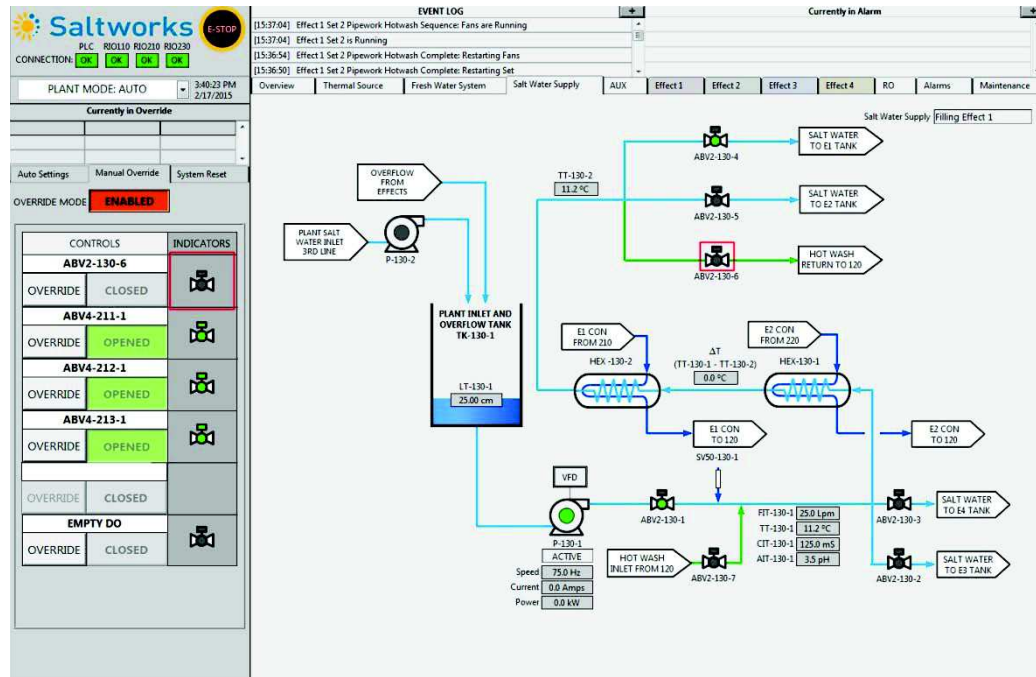 Saltworks
E-STOP
PLC RIO110 RIO210 RIO230
CONNECTION: OK OK OK OK
PLANT MODE: AUTO
3:40:23 PM
2/17/2015
Currently in Override
Auto Settings
Manual Override
System Reset
OVERRIDE MODE ENABLED
CONTROLS
INDICATORS
ABV2-130-6
OVERRIDE CLOSED
ABV4-211-1
OVERRIDE OPENED
ABV4-212-1
OVERRIDE OPENED
ABV4-213-1
OVERRIDE OPENED
OVERRIDE CLOSED
EMPTY DO
OVERRIDE CLOSED
EVENT LOG
+
[15:37:04] Effect 1 Set 2 Pipework Hotwash Sequence: Fans are Running
[15:37:04] Effect 1 Set 2 is Running
[15:36:54] Effect 1 Set 2 Pipework Hotwash Complete: Restarting Fans
[15:36:50] Effect 1 Set 2 Pipework Hotwash Complete: Restarting Set
Currently in Alarm
+
Overview
Thermal Source
Fresh Water System
Salt Water Supply
AUX
Effect 1
Effect 2
Effect 3
Effect 4
RO
Alarms
Maintenance
Salt Water Supply Filling Effect 1
ABV2-130-4
SALT WATER
TO E1 TANK
OVERFLOW
FROM
EFFECTS
TT-130-2
11.2 ºC
ABV2-130-5
SALT WATER
TO E2 TANK
PLANT SALT
WATER INLET
3RD LINE
P-130-2
ABV2-130-6
HOT WASH
RETURN TO 120
PLANT INLET AND
OVERFLOW TANK
TK-130-1
LT-130-1
25.00 cm
E1 CON
FROM 210
HEX -130-2
ΔT
(TT-130-1 - TT-130-2)
0.0 ºC
E2 CON
FROM 220
HEX-130-1
E1 CON
TO 120
E2 CON
TO 120
SV50-130-1
VFD
P-130-1
ACTIVE
Speed 75.0 Hz
Current 0.0 Amps
Power 0.0 kW
ABV2-130-1
HOT WASH
INLET FROM 120
ABV2-130-7
FIT-130-1 25.0 Lpm
TT-130-1 11.2 ºC
CIT-130-1 125.0 mS
AIT-130-1 3.5 pH
ABV2-130-3
SALT WATER
TO E4 TANK
ABV2-130-2
SALT WATER
TO E3 TANK